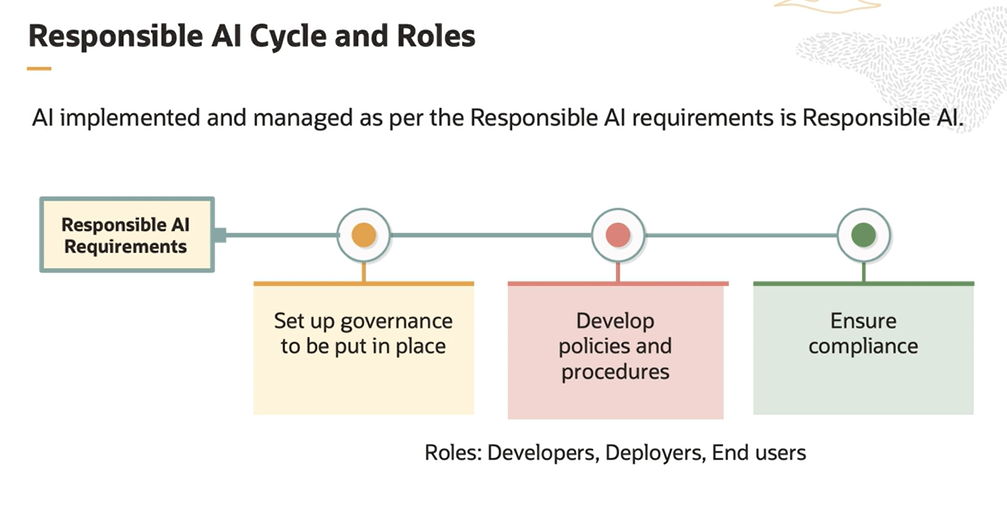 Responsible AI Cycle and Roles
AI implemented and managed as per the Responsible AI requirements is Responsible AI.
Responsible AI
Requirements
Set up governance
to be put in place
Develop
policies and
procedures
Ensure
compliance
Roles: Developers, Deployers, End users